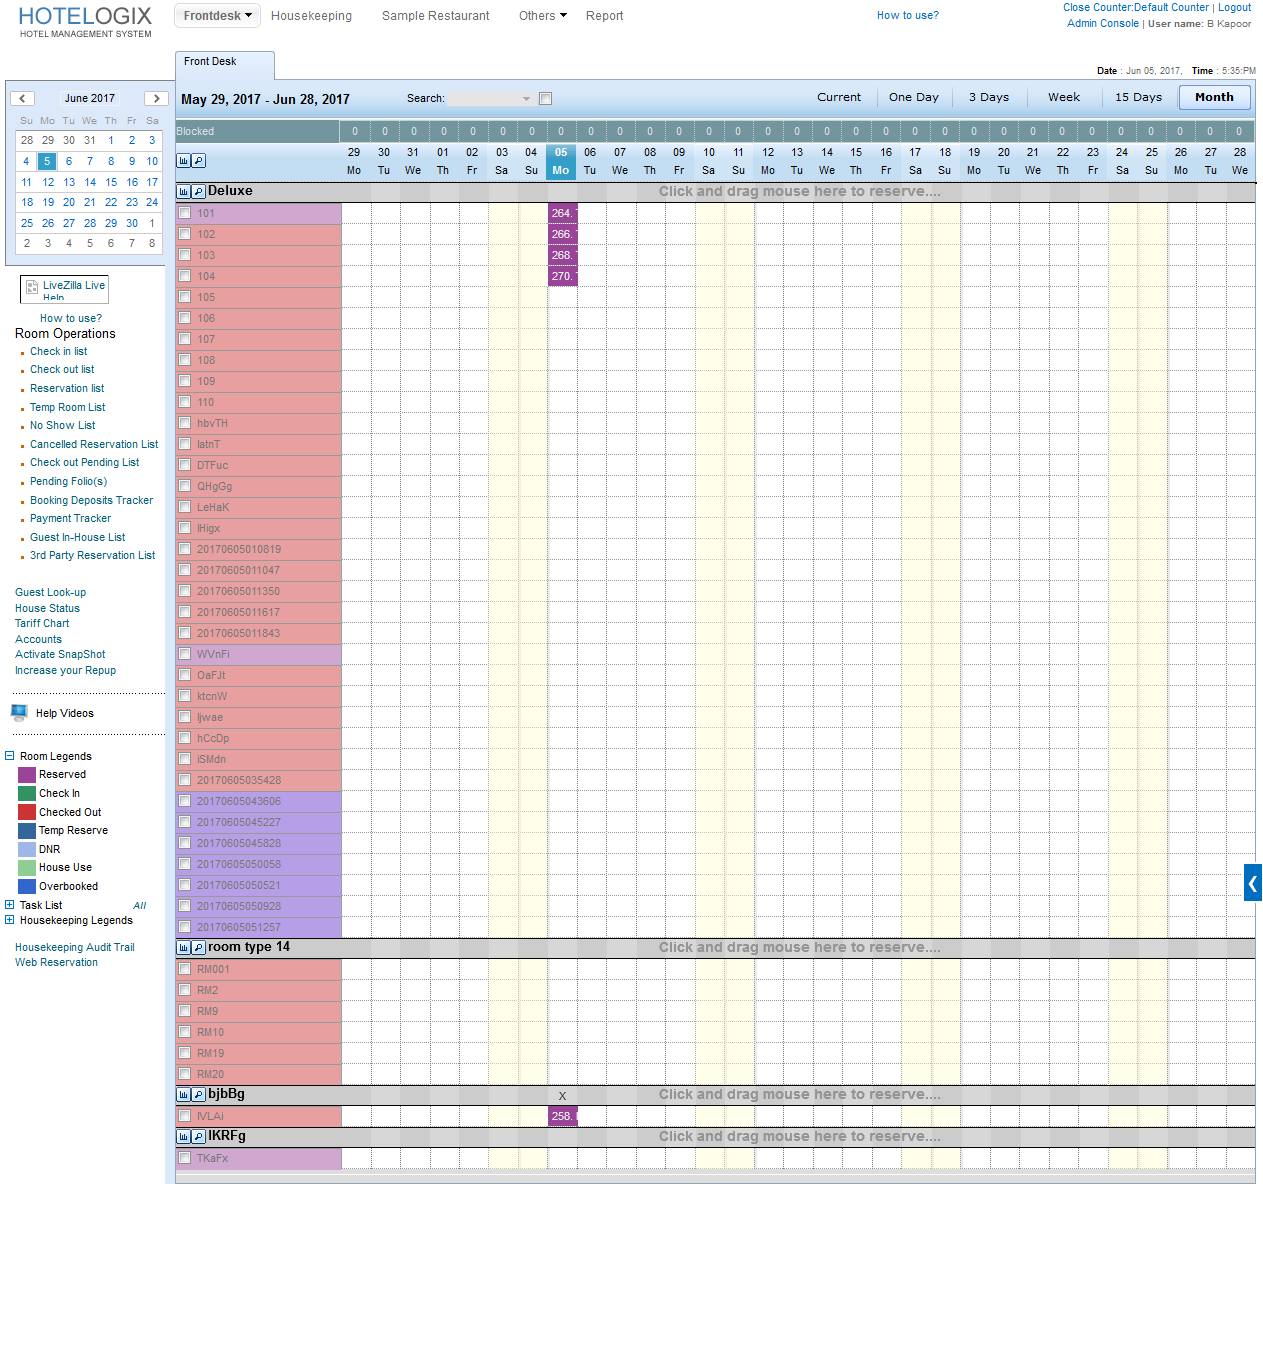 HOTELOGIX
HOTEL MANAGEMENT SYSTEM
Frontdesk Housekeeping Sample Restaurant Others Report
How to use?
Close Counter:Default Counter | Logout
Admin Console | User name: B Kapoor
Front Desk
Date : Jun 05, 2017, Time : 5:35:PM
May 29, 2017 - Jun 28, 2017
Search:
Current One Day 3 Days Week 15 Days Month
June 2017
Su Mo Tu We Th Fr Sa
28 29 30 31 1 2 3
4 5 6 7 8 9 10
11 12 13 14 15 16 17
18 19 20 21 22 23 24
25 26 27 28 29 30 1
2 3 4 5 6 7 8
LiveZilla Live
Help
How to use?
Room Operations
Check in list
Check out list
Reservation list
Temp Room List
No Show List
Cancelled Reservation List
Check out Pending List
Pending Folio(s)
Booking Deposits Tracker
Payment Tracker
Guest In-House List
3rd Party Reservation List
Guest Look-up
House Status
Tariff Chart
Accounts
Activate SnapShot
Increase your Repup
Help Videos
Room Legends
Reserved
Check In
Checked Out
Temp Reserve
DNR
House Use
Overbooked
Task List All
Housekeeping Legends
Housekeeping Audit Trail
Web Reservation
Blocked 0 0 0 0 0 0 0 0 0 0 0 0 0 0 0 0 0 0 0 0 0 0 0 0 0 0 0 0 0 0 0
29 30 31 01 02 03 04 05 06 07 08 09 10 11 12 13 14 15 16 17 18 19 20 21 22 23 24 25 26 27 28
Mo Tu We Th Fr Sa Su Mo Tu We Th Fr Sa Su Mo Tu We Th Fr Sa Su Mo Tu We Th Fr Sa Su Mo Tu We
Deluxe Click and drag mouse here to reserve....
101 264.
102 266.
103 268.
104 270.
105
106
107
108
109
110
hbvTH
IatnT
DTFuc
QHgGg
LeHaK
IHigx
20170605010819
20170605011047
20170605011350
20170605011617
20170605011843
WVnFi
OaFJt
ktcnW
ljwae
hCcDp
iSMdn
20170605035428
20170605043606
20170605045227
20170605045828
20170605050058
20170605050521
20170605050928
20170605051257
room type 14 Click and drag mouse here to reserve....
RM001
RM2
RM9
RM10
RM19
RM20
bjbBg X Click and drag mouse here to reserve....
IVLAi 258.
IKRFg Click and drag mouse here to reserve....
TKaFx